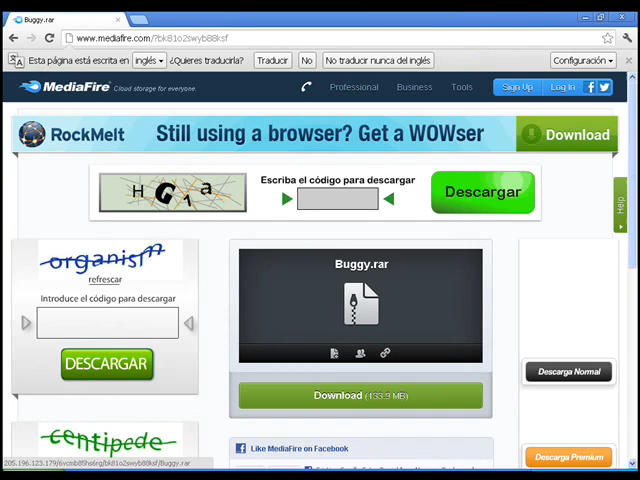 Buggy.rar
www.mediafire.com/?bk81o2swyb88ksf
Esta página está escrita en inglés ¿Quieres traducirla? Traducir No No traducir nunca del inglés Configuración
MediaFire Cloud storage for everyone. Professional Business Tools Sign Up Log In
RockMelt Still using a browser? Get a WOWser Download
Escriba el código para descargar
H G 1 a
Descargar
Help
organism
refrescar
Introduce el código para descargar
DESCARGAR
Buggy.rar
Descarga Normal
Download (133.9 MB)
centipede
Like MediaFire on Facebook
Descarga Premium
205.196.123.179/6vcmb85hs6rg/bk81o2swyb88ksf/Buggy.rar